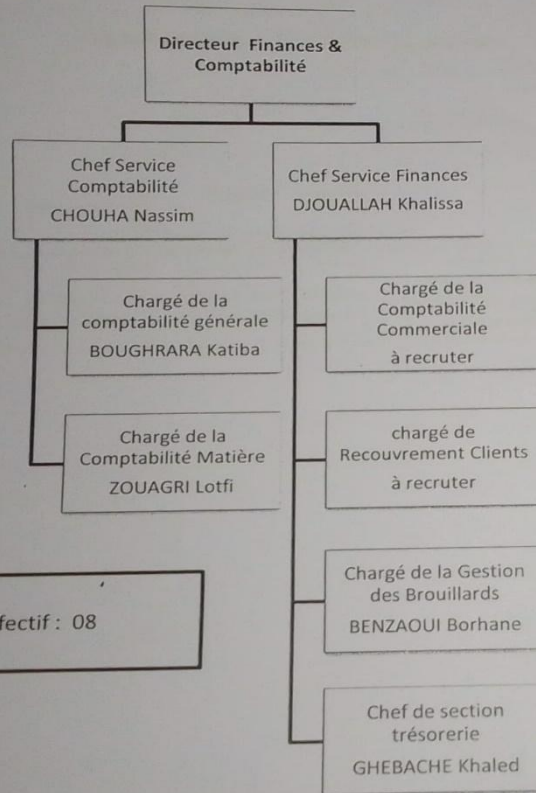 Directeur Finances &
Comptabilité
Chef Service
Comptabilité
CHOUHA Nassim
Chef Service Finances
DJOUALLAH Khalissa
Chargé de la
comptabilité générale
BOUGHRARA Katiba
Chargé de la
Comptabilité
Commerciale
à recruter
Chargé de la
Comptabilité Matière
ZOUAGRI Lotfi
chargé de
Recouvrement Clients
à recruter
Chargé de la Gestion
des Brouillards
BENZAOUI Borhane
fectif : 08
Chef de section
trésorerie
GHEBACHE Khaled